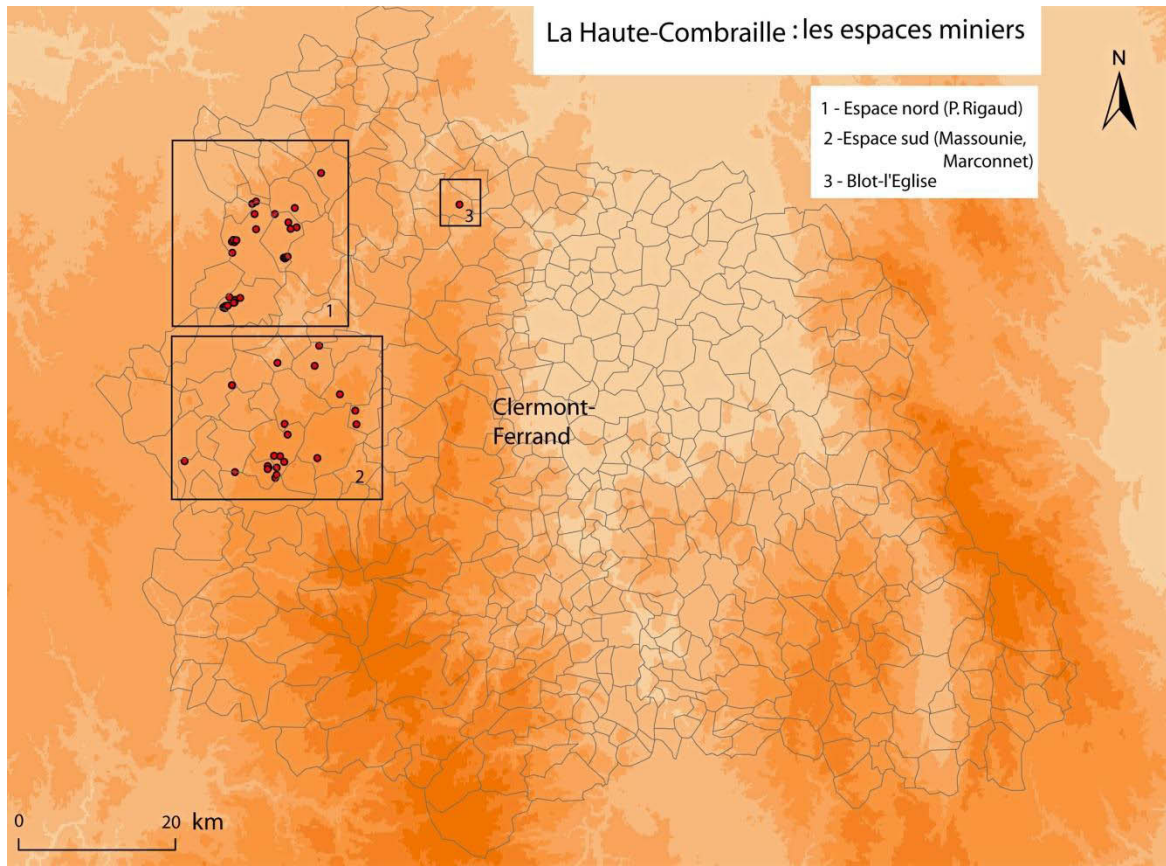 La Haute-Combraille : les espaces miniers
N
1 - Espace nord (P. Rigaud)
2 -Espace sud (Massounie,
Marconnet)
3 - Blot-l'Eglise
3
1
Clermont-
Ferrand
2
0 20 km